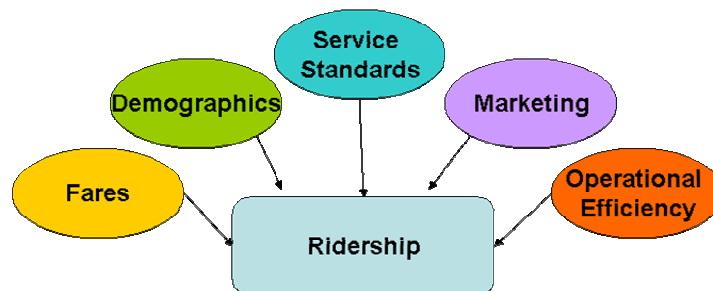 Service
Standards
Demographics
Marketing
Fares
Operational
Efficiency
Ridership